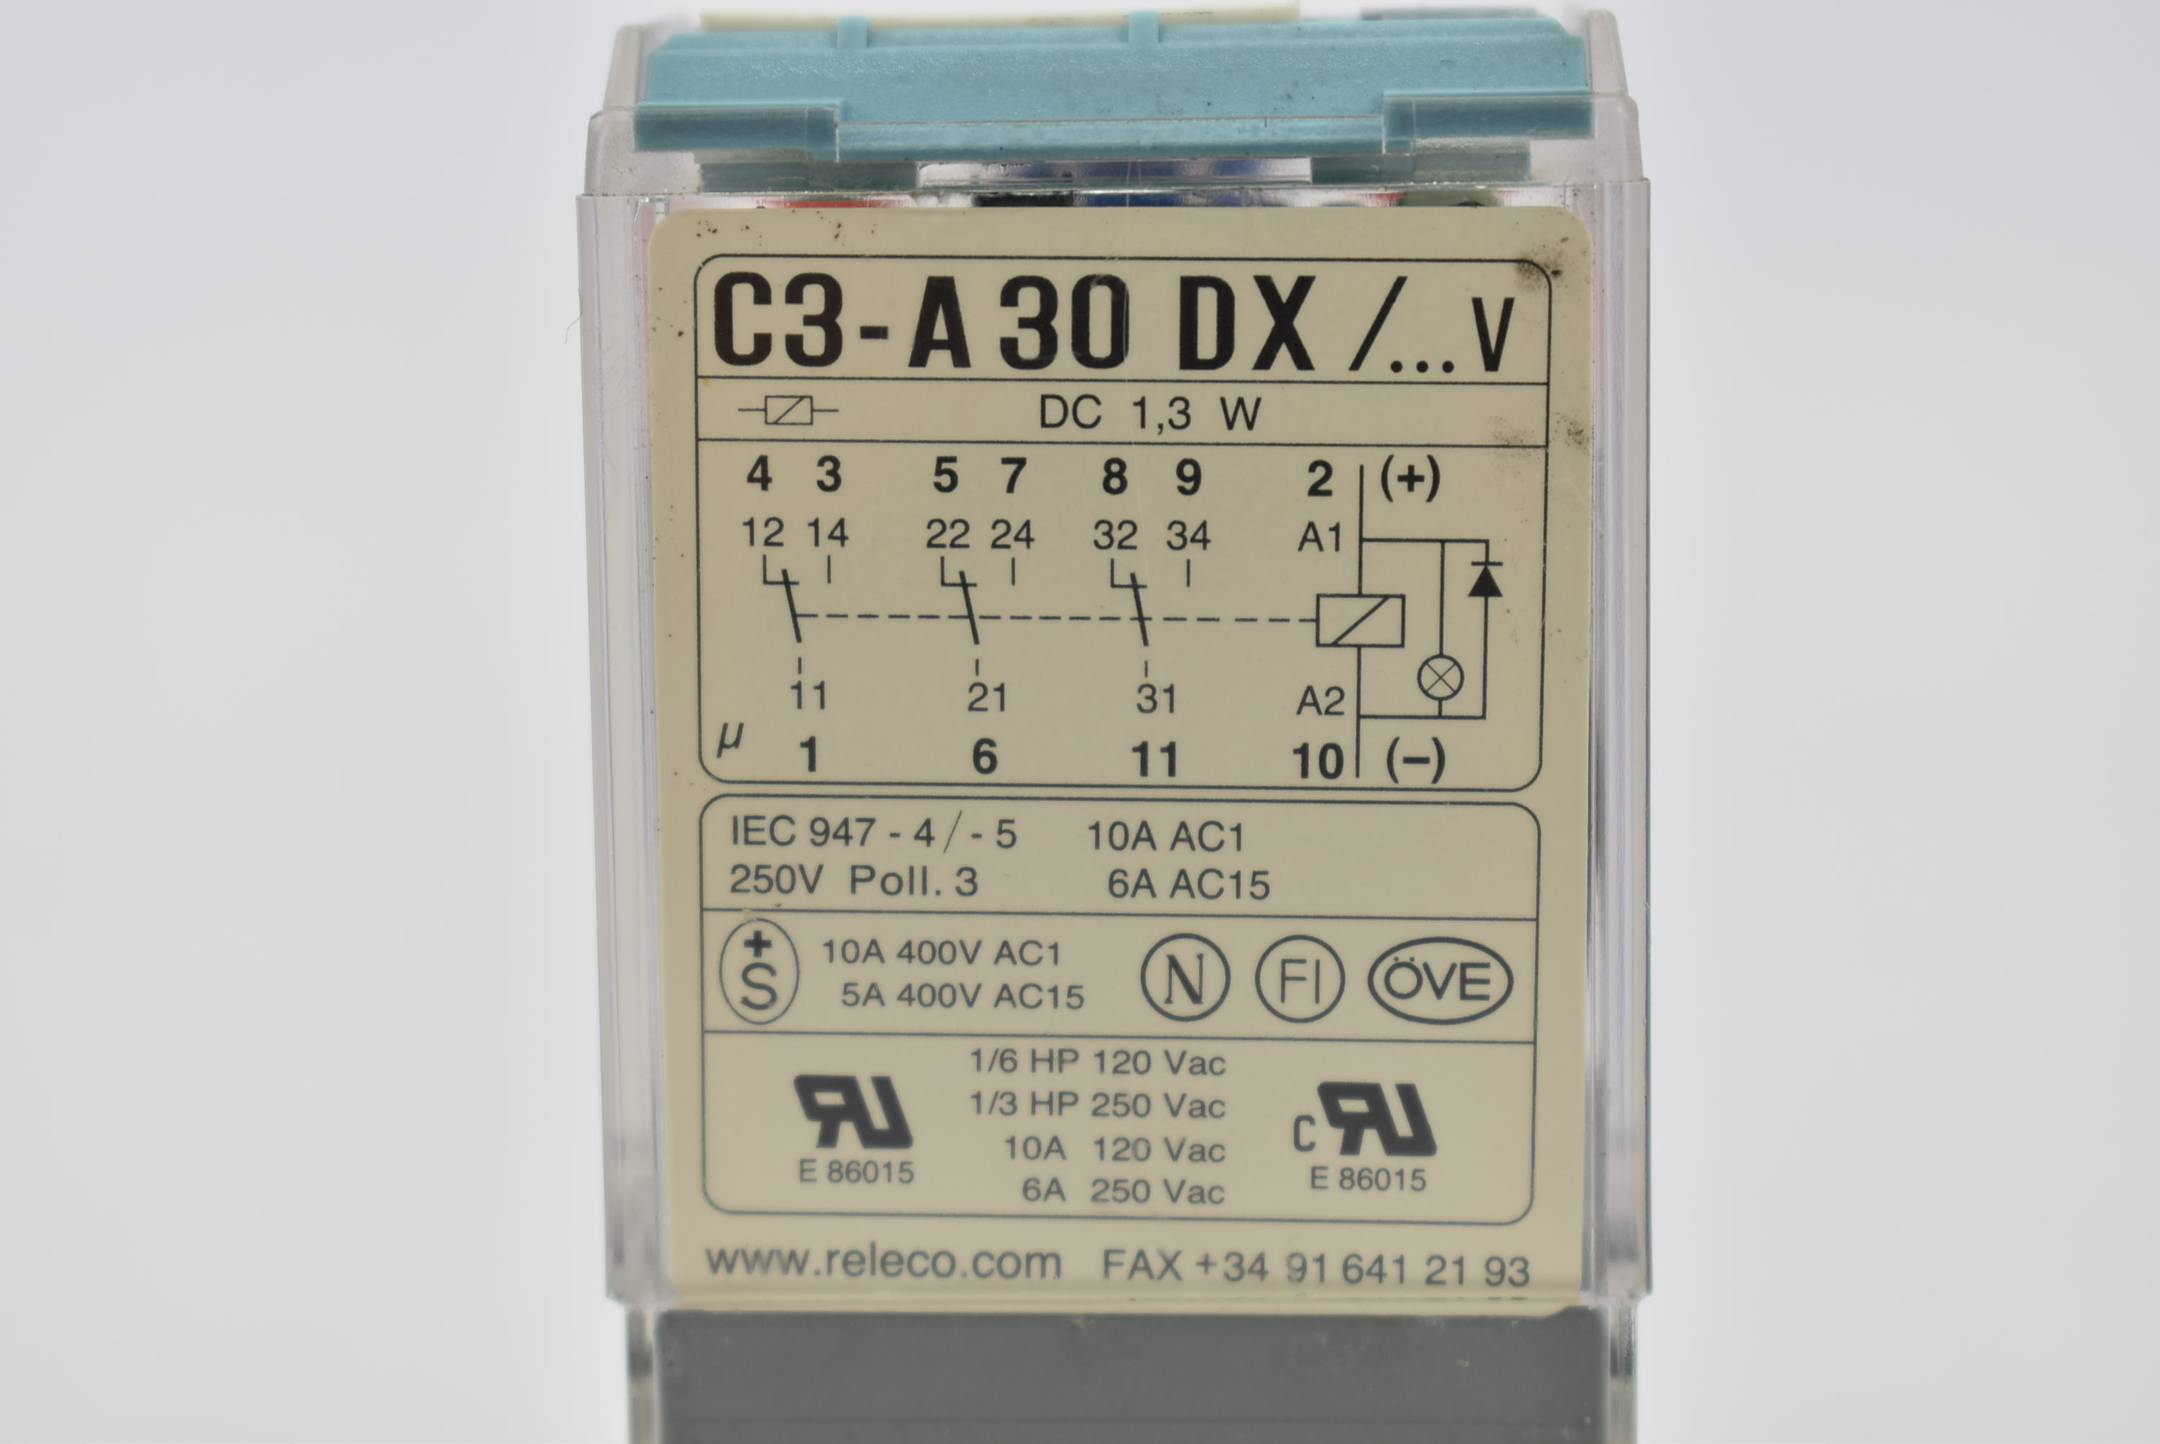 C3-A 30 DX /... V
DC 1,3 W
4 3 5 7 8 9 2 (+)
12 14 22 24 32 34 A1
11 21 31 A2
µ 1 6 11 10 (–)
IEC 947 - 4 / - 5 10A AC1
250V Poll. 3 6A AC15
+S 10A 400V AC1 N FI ÖVE
5A 400V AC15
1/6 HP 120 Vac
1/3 HP 250 Vac
10A 120 Vac
6A 250 Vac
UR E 86015
c UR E 86015
www.releco.com FAX +34 91 641 21 93